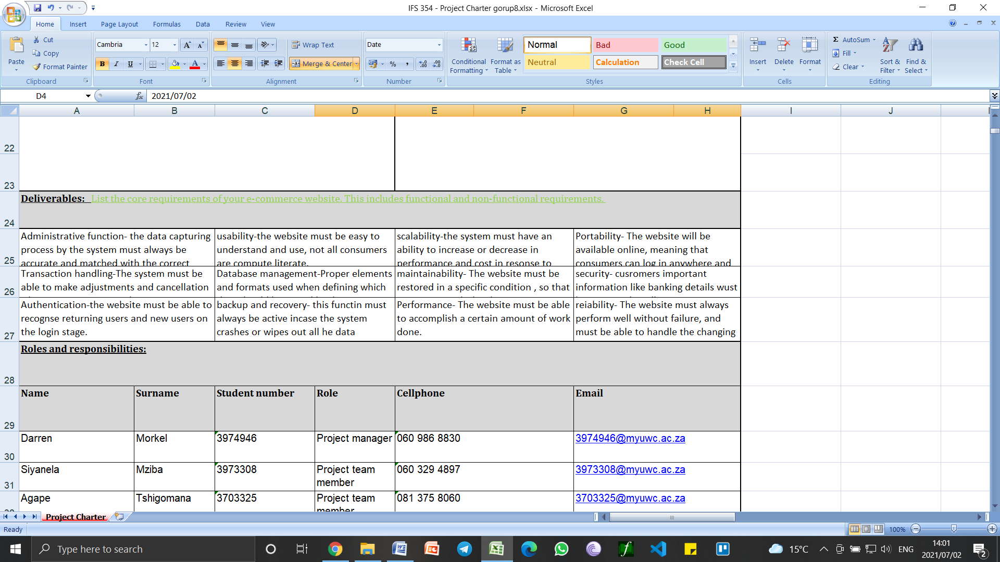 IFS 354 - Project Charter gorup8.xlsx - Microsoft Excel
Home Insert Page Layout Formulas Data Review View
Paste
Cut
Copy
Format Painter
Clipboard
Cambria 12
B I U
Font
Wrap Text
Merge & Center
Alignment
Date
%
Number
Conditional Formatting
Format as Table
Normal Bad Good
Neutral Calculation Check Cell
Styles
Insert Delete Format
Cells
Σ AutoSum
Fill
Clear
Sort & Filter
Find & Select
Editing
D4 fx 2021/07/02
A B C D E F G H I J
22
23
24 Deliverables: List the core requirements of your e-commerce website. This includes functional and non-functional requirements.
25
Administrative function- the data capturing
process by the system must always be
accurate and matched with the correct
usability-the website must be easy to
understand and use, not all consumers
are compute literate.
scalability-the system must have an
ability to increase or decrease in
performance and cost in resonse to
Portability- The website will be
available online, meaning that
consumers can log in anywhere and
26
Transaction handling-The system must be
able to make adjustments and cancellation
Database management-Proper elements
and formats used when defining which
maintainability- The website must be
restored in a specific condition , so that
security- cusromers important
information like banking details wust
27
Authentication-the website must be able to
recognse returning users and new users on
the login stage.
backup and recovery- this functin must
always be active incase the system
crashes or wipes out all he data
Performance- The website must be able
to accomplish a certain amount of work
done.
reiability- The website must always
perform well without failure, and
must be able to handle the changing
28 Roles and responsibilities:
29 Name Surname Student number Role Cellphone Email
30 Darren Morkel 3974946 Project manager 060 986 8830 3974946@myuwc.ac.za
31 Siyanela Mziba 3973308 Project team member 060 329 4897 3973308@myuwc.ac.za
Agape Tshigomana 3703325 Project team member 081 375 8060 3703325@myuwc.ac.za
Project Charter
Ready 100%
Type here to search
15°C ENG 14:01
2021/07/02
2